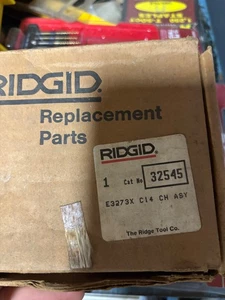 RIDGID.
Replacement
Parts
RIDGID.
1 Cat No. 32545
E3273X C14 CH ASY
The Ridge Tool Co.